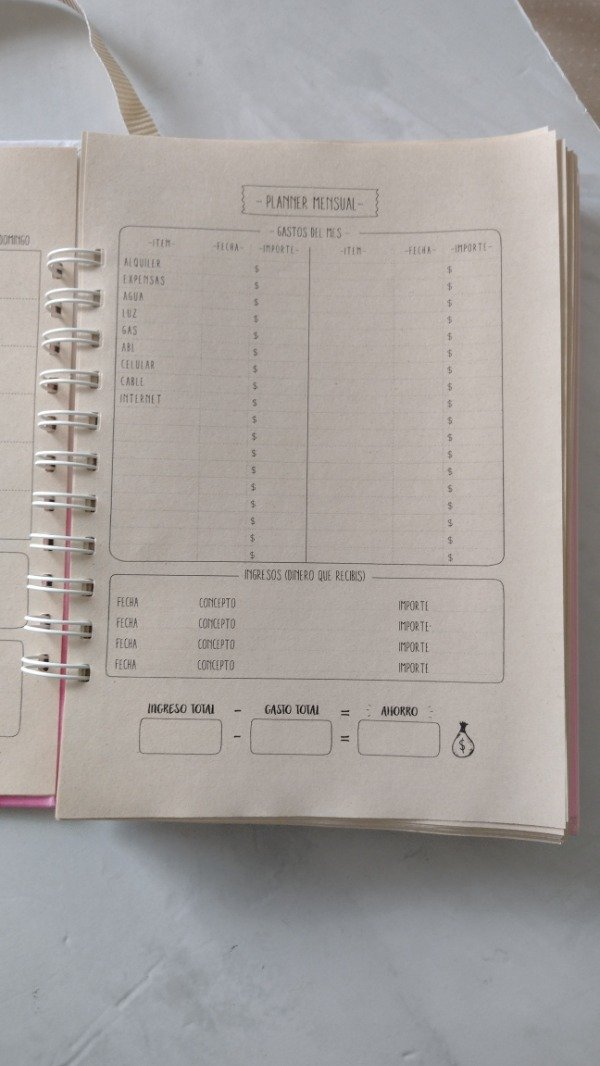 DOMINGO
- PLANNER MENSUAL -
- GASTOS DEL MES -
-ITEM- -FECHA- -IMPORTE- -ITEM- -FECHA- -IMPORTE-
ALQUILER $ $
EXPENSAS $ $
AGUA $ $
LUZ $ $
GAS $ $
ABL $ $
CELULAR $ $
CABLE $ $
INTERNET $ $
$ $
$ $
$ $
$ $
$ $
$ $
$ $
$ $
$ $
INGRESOS (DINERO QUE RECIBIS)
FECHA CONCEPTO IMPORTE
FECHA CONCEPTO IMPORTE
FECHA CONCEPTO IMPORTE
FECHA CONCEPTO IMPORTE
INGRESO TOTAL - GASTO TOTAL = AHORRO
- = $